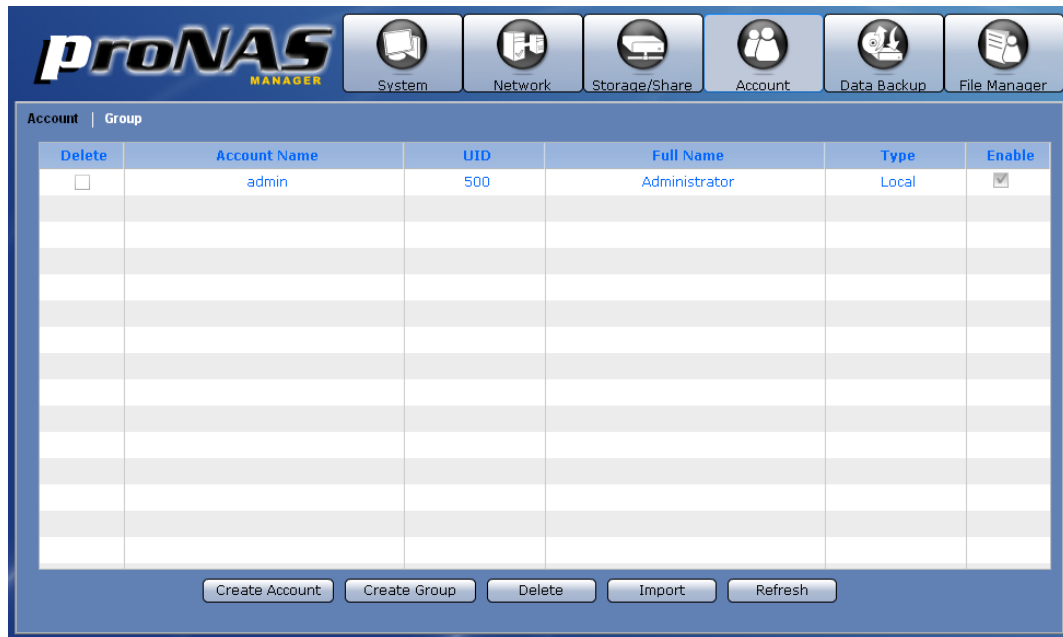 proNAS
MANAGER
System
Network
Storage/Share
Account
Data Backup
File Manager
Account | Group
Delete Account Name UID Full Name Type Enable
admin 500 Administrator Local
Create Account Create Group Delete Import Refresh